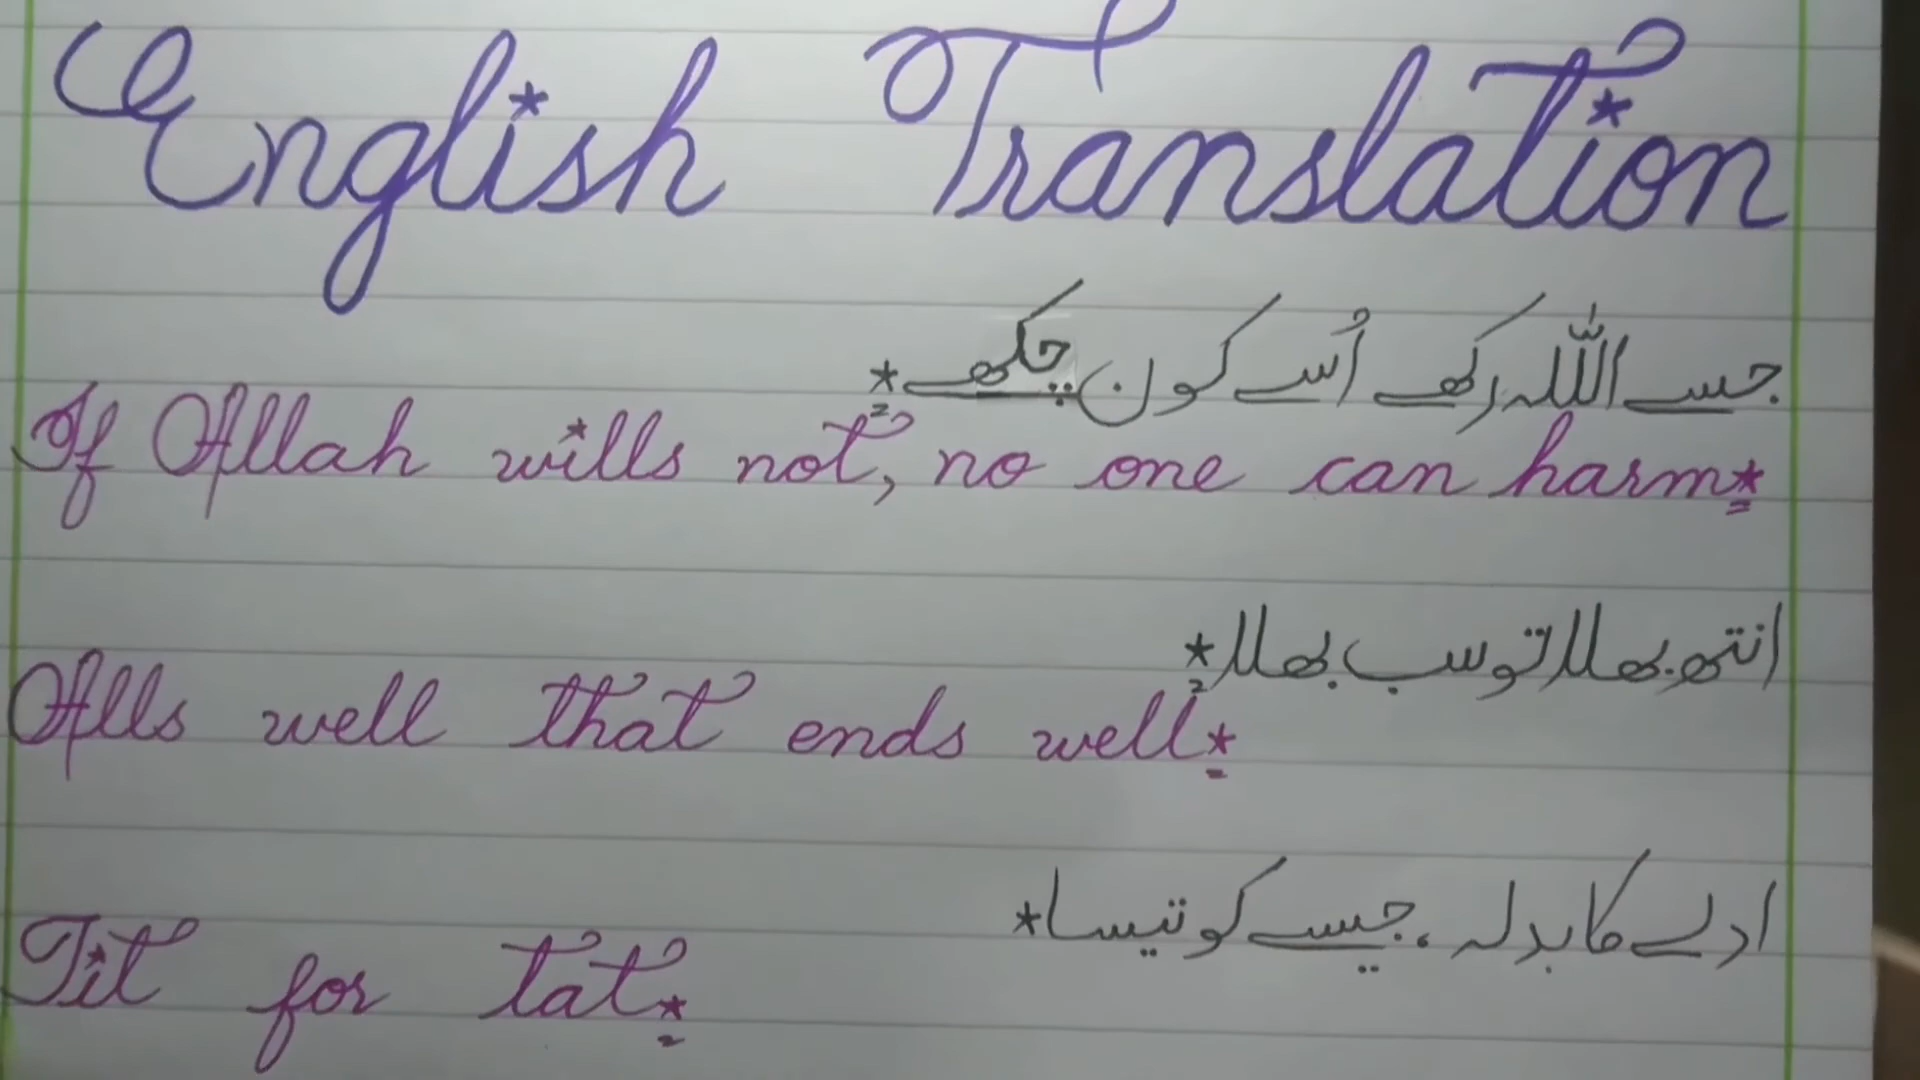 English Translation
جسے اللہ رکھے اُسے کون چکھے*
If Allah wills not, no one can harm*
انتھ بھلا تو سب بھلا*
Alls well that ends well*
ادلے کا بدلہ، جیسے کو تیسا*
Tit for tat*